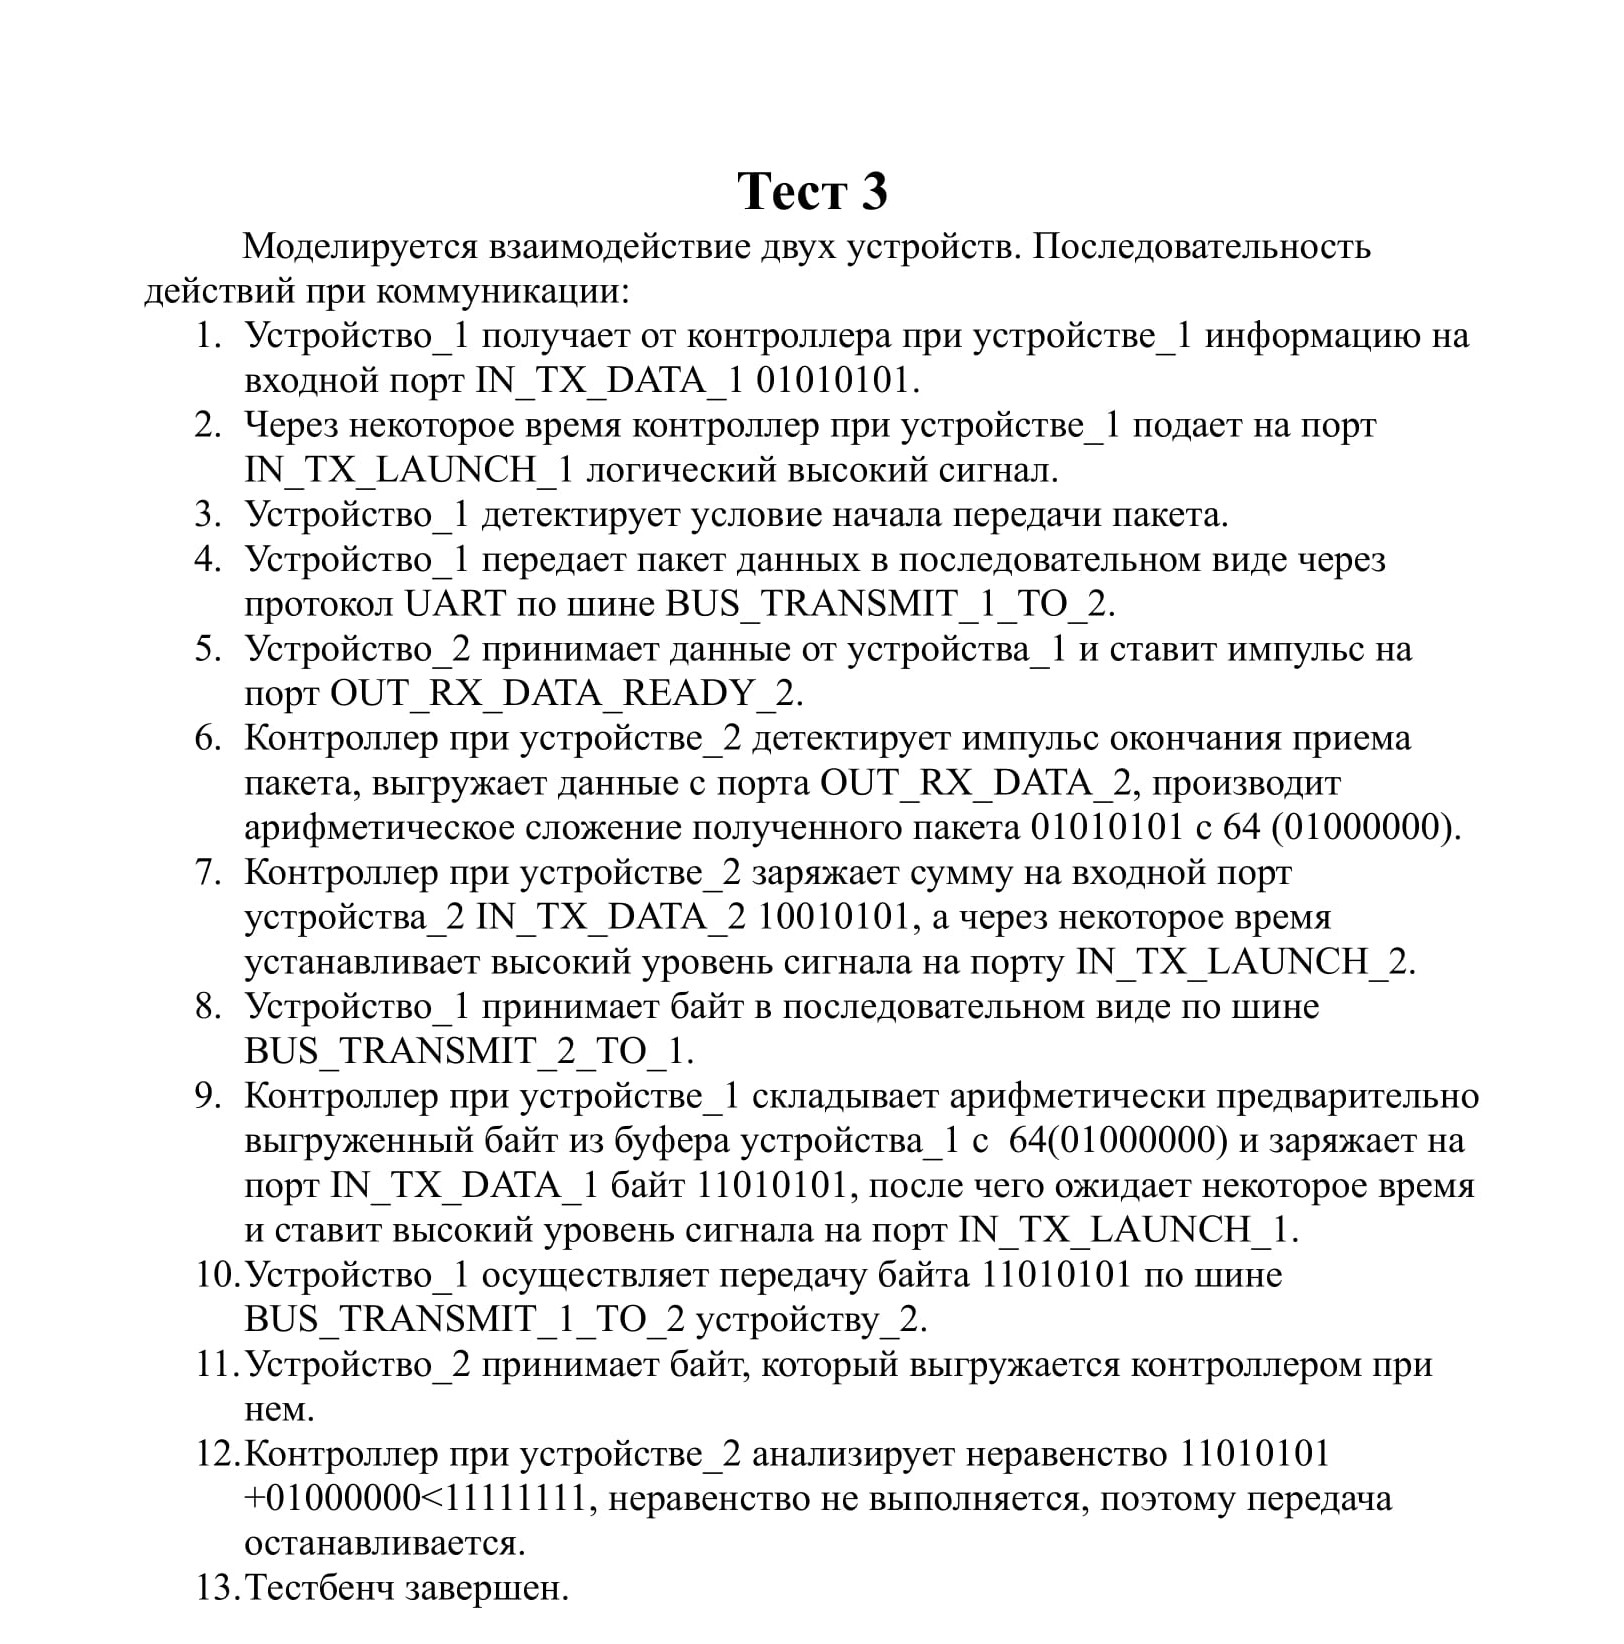 Тест 3
Моделируется взаимодействие двух устройств. Последовательность
действий при коммуникации:
1. Устройство_1 получает от контроллера при устройстве_1 информацию на
входной порт IN_TX_DATA_1 01010101.
2. Через некоторое время контроллер при устройстве_1 подает на порт
IN_TX_LAUNCH_1 логический высокий сигнал.
3. Устройство_1 детектирует условие начала передачи пакета.
4. Устройство_1 передает пакет данных в последовательном виде через
протокол UART по шине BUS_TRANSMIT_1_TO_2.
5. Устройство_2 принимает данные от устройства_1 и ставит импульс на
порт OUT_RX_DATA_READY_2.
6. Контроллер при устройстве_2 детектирует импульс окончания приема
пакета, выгружает данные с порта OUT_RX_DATA_2, производит
арифметическое сложение полученного пакета 01010101 с 64 (01000000).
7. Контроллер при устройстве_2 заряжает сумму на входной порт
устройства_2 IN_TX_DATA_2 10010101, а через некоторое время
устанавливает высокий уровень сигнала на порту IN_TX_LAUNCH_2.
8. Устройство_1 принимает байт в последовательном виде по шине
BUS_TRANSMIT_2_TO_1.
9. Контроллер при устройстве_1 складывает арифметически предварительно
выгруженный байт из буфера устройства_1 с  64(01000000) и заряжает на
порт IN_TX_DATA_1 байт 11010101, после чего ожидает некоторое время
и ставит высокий уровень сигнала на порт IN_TX_LAUNCH_1.
10. Устройство_1 осуществляет передачу байта 11010101 по шине
BUS_TRANSMIT_1_TO_2 устройству_2.
11. Устройство_2 принимает байт, который выгружается контроллером при
нем.
12. Контроллер при устройстве_2 анализирует неравенство 11010101
+01000000<11111111, неравенство не выполняется, поэтому передача
останавливается.
13. Тестбенч завершен.